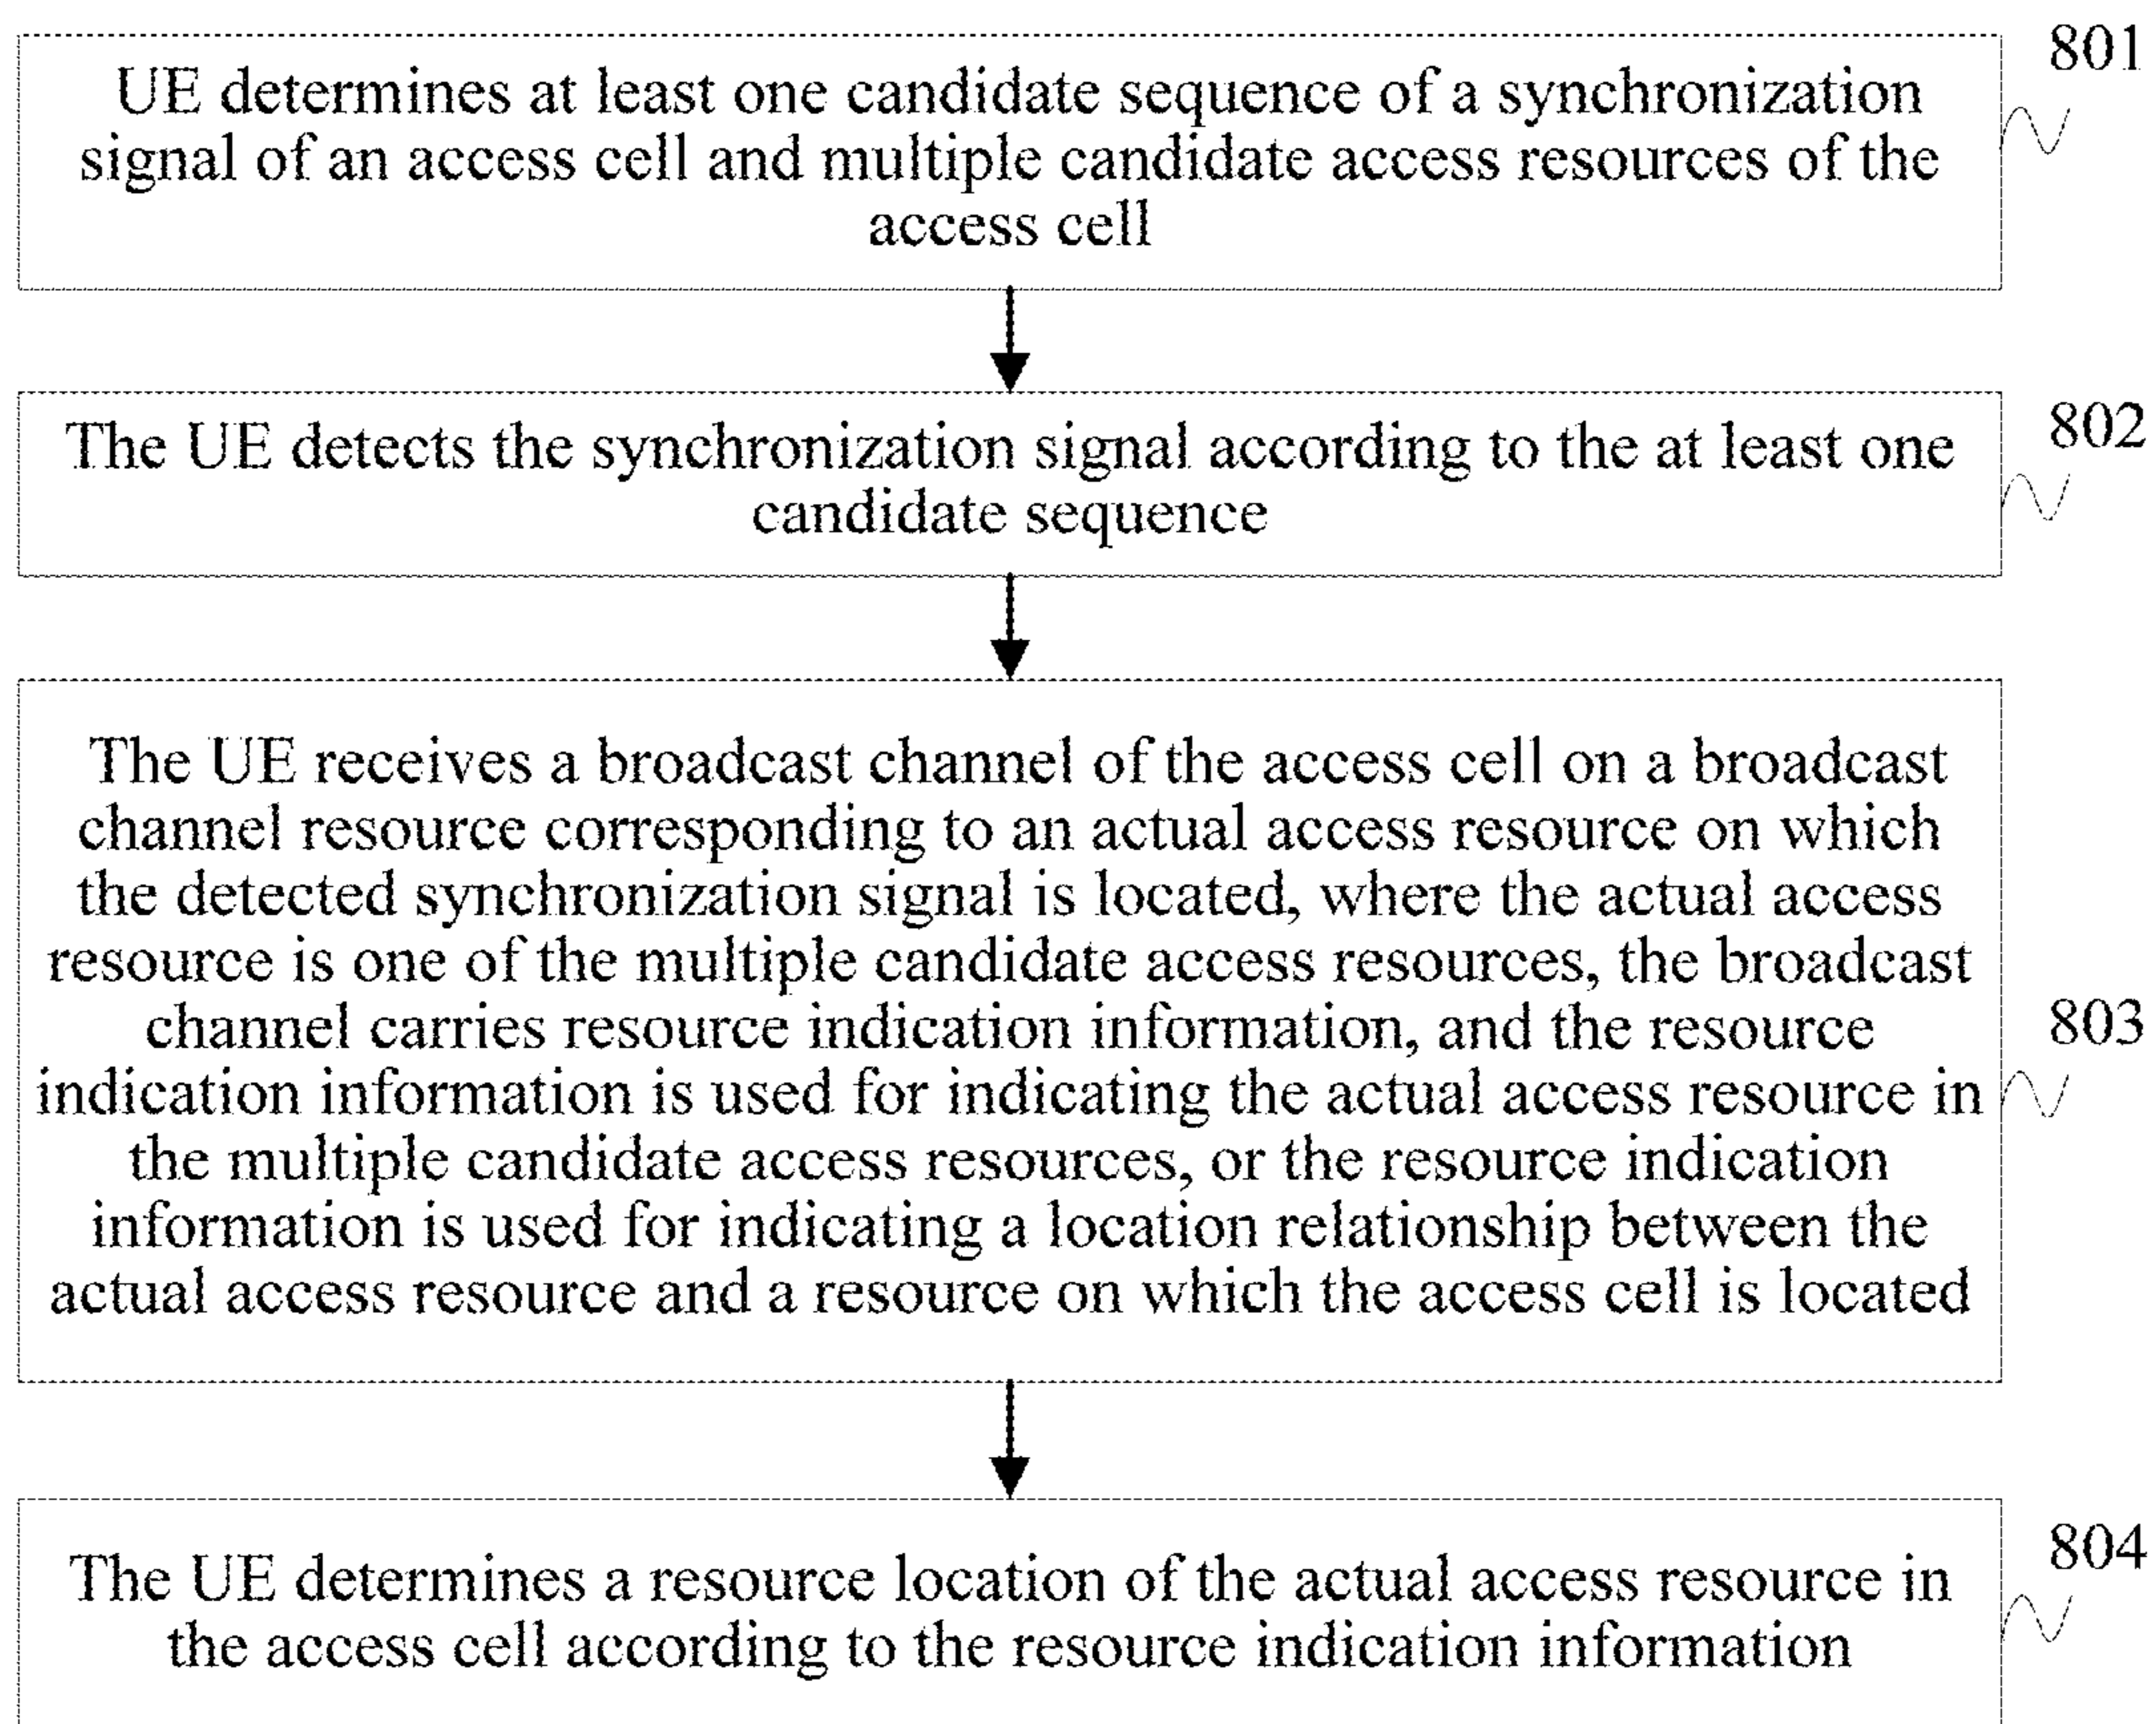 801
UE determines at least one candidate sequence of a synchronization
signal of an access cell and multiple candidate access resources of the
access cell
802
The UE detects the synchronization signal according to the at least one
candidate sequence
The UE receives a broadcast channel of the access cell on a broadcast
channel resource corresponding to an actual access resource on which
the detected synchronization signal is located, where the actual access
resource is one of the multiple candidate access resources, the broadcast
channel carries resource indication information, and the resource
803
indication information is used for indicating the actual access resource in
the multiple candidate access resources, or the resource indication
information is used for indicating a location relationship between the
actual access resource and a resource on which the access cell is located
804
The UE determines a resource location of the actual access resource in
the access cell according to the resource indication information